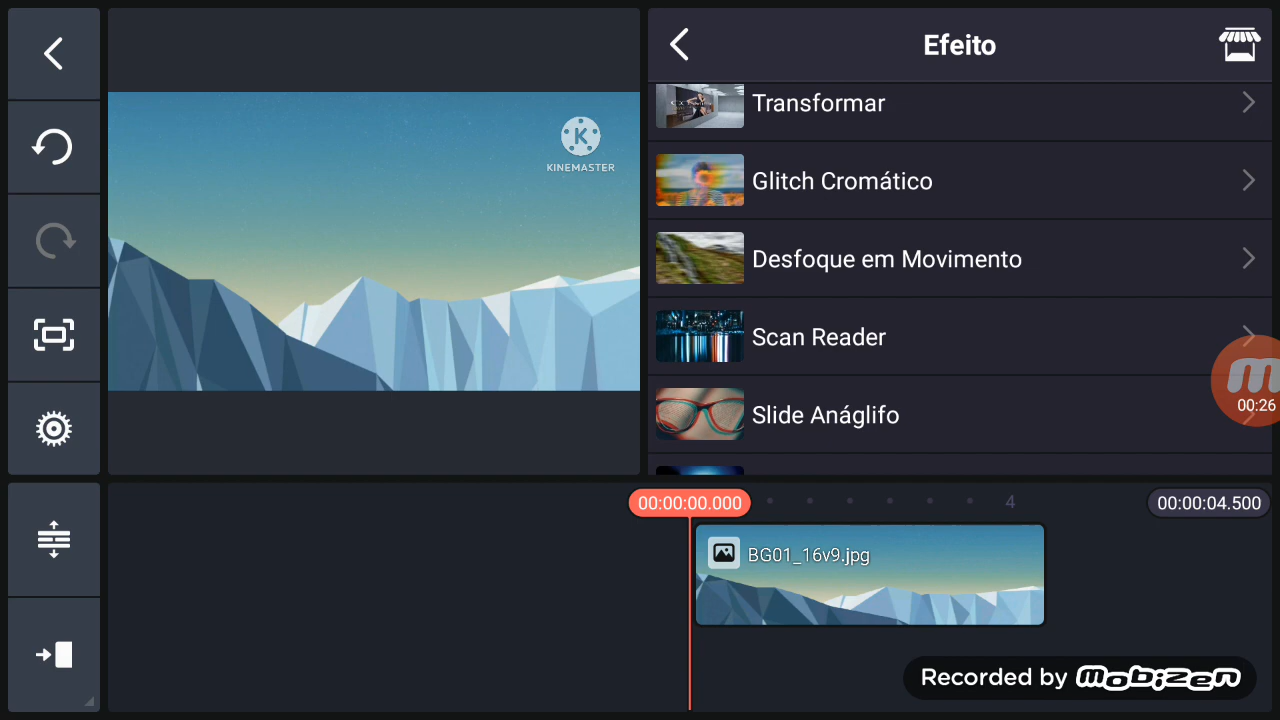 Efeito
KINEMASTER
Transformar
Glitch Cromático
Desfoque em Movimento
Scan Reader
Slide Anáglifo
00:26
00:00:00.000
4
00:00:04.500
BG01_16v9.jpg
Recorded by mobizen